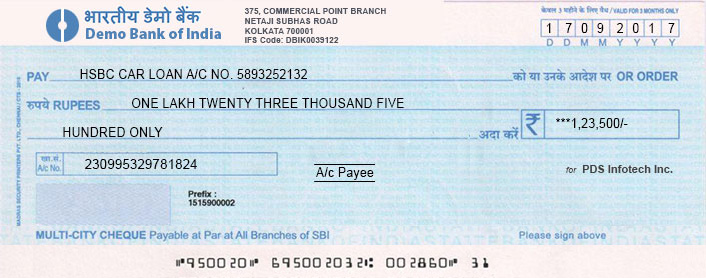 भारतीय डेमो बैंक
Demo Bank of India
375, COMMERCIAL POINT BRANCH
NETAJI SUBHAS ROAD
KOLKATA 700001
IFS Code: DBIK0039122
केवल 3 महीने के लिए वैध / VALID FOR 3 MONTHS ONLY
1 7 0 9 2 0 1 7
D D M M Y Y Y Y
PAY HSBC CAR LOAN A/C NO. 5893252132 को या उनके आदेश पर OR ORDER
रुपये RUPEES ONE LAKH TWENTY THREE THOUSAND FIVE
HUNDRED ONLY अदा करें ₹ ***1,23,500/-
खा.सं.
A/c No. 230995329781824
A/c Payee
for PDS Infotech Inc.
Prefix :
1515900002
MULTI-CITY CHEQUE Payable at Par at All Branches of SBI
Please sign above
⑈950020⑈ 695002032⑆ 002860⑈ 31